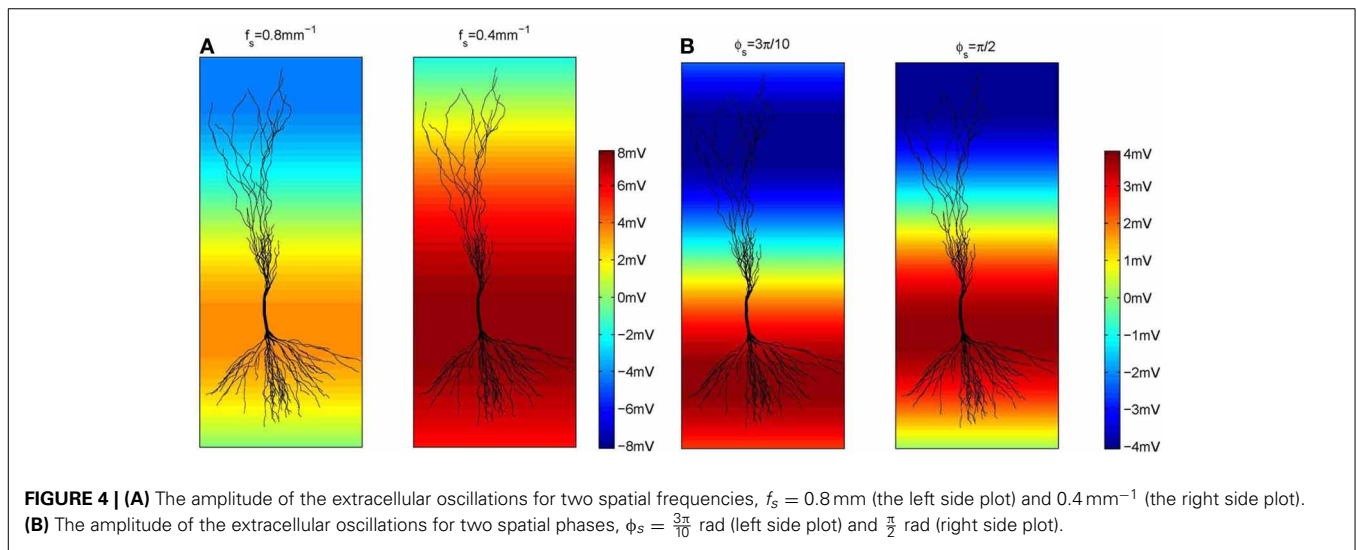 A
f_s=0.8mm⁻¹
f_s=0.4mm⁻¹
8mV
6mV
4mV
2mV
0mV
−2mV
−4mV
−6mV
−8mV
B
ϕ_s=3π/10
ϕ_s=π/2
4mV
3mV
2mV
1mV
0mV
−1mV
−2mV
−3mV
−4mV
FIGURE 4 | (A) The amplitude of the extracellular oscillations for two spatial frequencies, f_s = 0.8 mm (the left side plot) and 0.4 mm⁻¹ (the right side plot).
(B) The amplitude of the extracellular oscillations for two spatial phases, ϕ_s = 3π/10 rad (left side plot) and π/2 rad (right side plot).